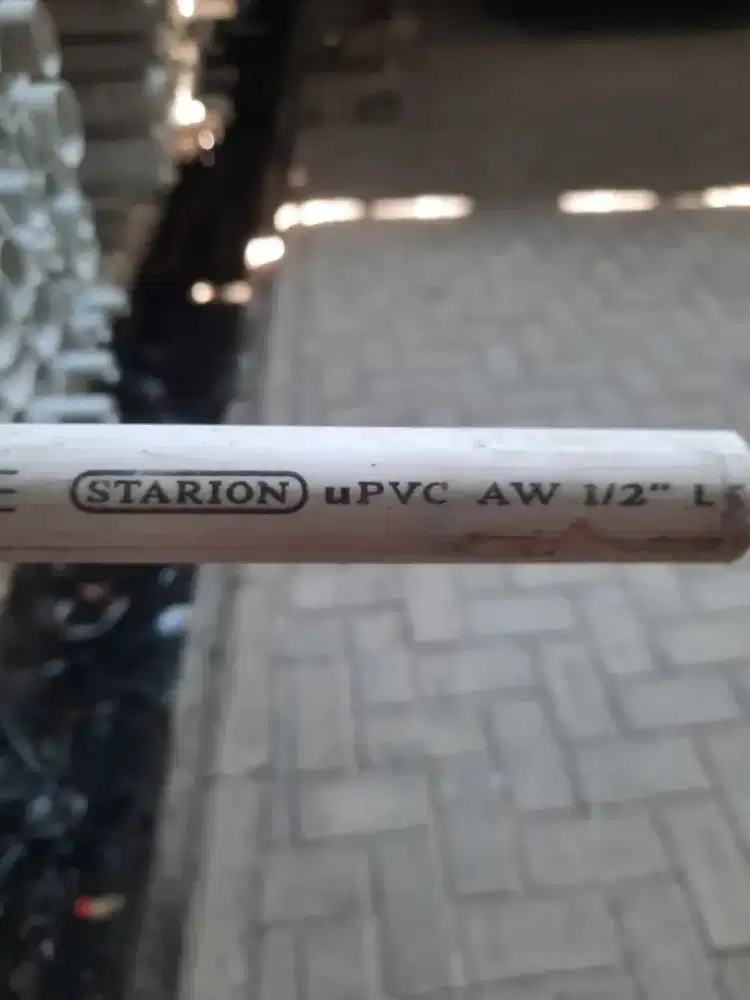 STARION uPVC AW 1/2" L